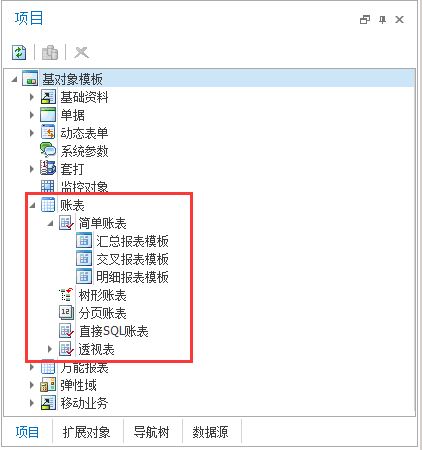 项目
基对象模板
基础资料
单据
动态表单
系统参数
套打
监控对象
账表
简单账表
汇总报表模板
交叉报表模板
明细报表模板
树形账表
12
分页账表
直接SQL账表
透视表
万能报表
弹性域
移动业务
项目 扩展对象 导航树 数据源